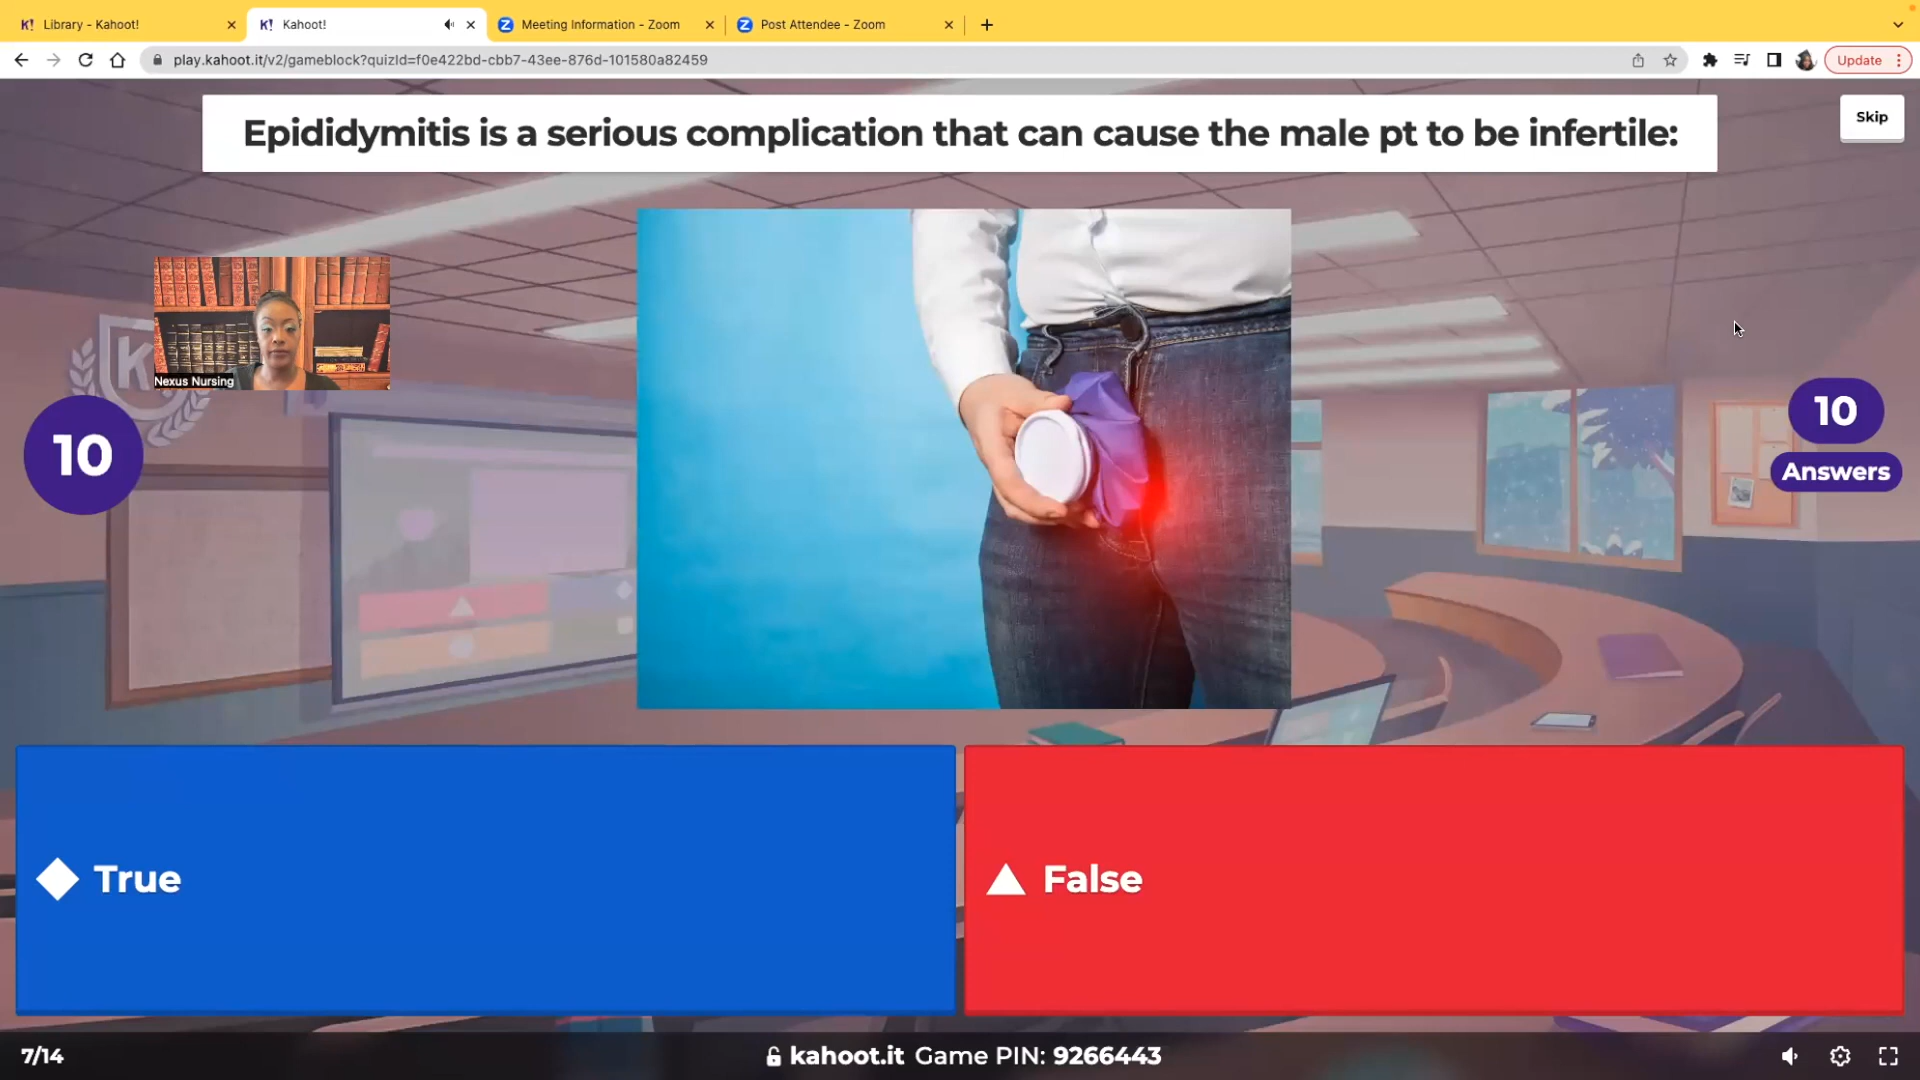 Library - Kahoot!
Kahoot!
Meeting Information - Zoom
Post Attendee - Zoom
play.kahoot.it/v2/gameblock?quizId=f0e422bd-cbb7-43ee-876d-101580a82459
Update
Epididymitis is a serious complication that can cause the male pt to be infertile:
Skip
Nexus Nursing
10
10
Answers
True
False
7/14
kahoot.it Game PIN: 9266443